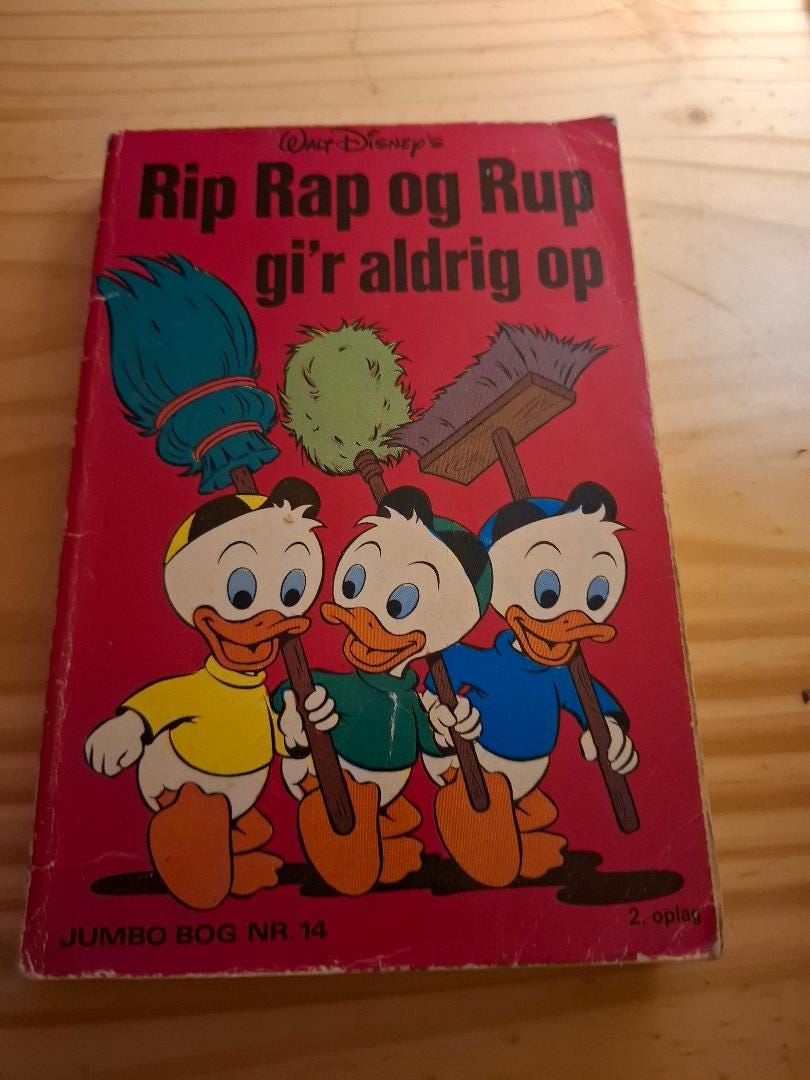 Walt Disney's
Rip Rap og Rup
gi'r aldrig op
JUMBO BOG NR. 14
2. oplag